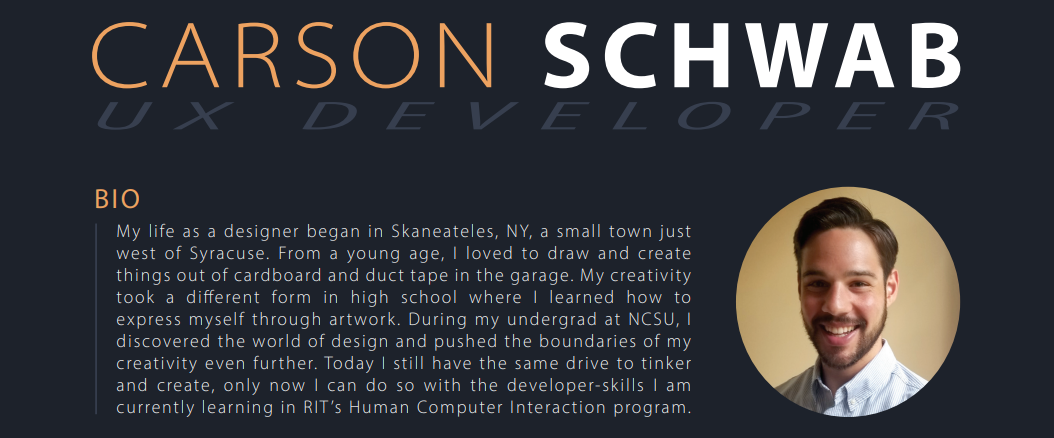 CARSON SCHWAB
UX DEVELOPER
BIO
My life as a designer began in Skaneateles, NY, a small town just
west of Syracuse. From a young age, I loved to draw and create
things out of cardboard and duct tape in the garage. My creativity
took a different form in high school where I learned how to
express myself through artwork. During my undergrad at NCSU, I
discovered the world of design and pushed the boundaries of my
creativity even further. Today I still have the same drive to tinker
and create, only now I can do so with the developer-skills I am
currently learning in RIT’s Human Computer Interaction program.